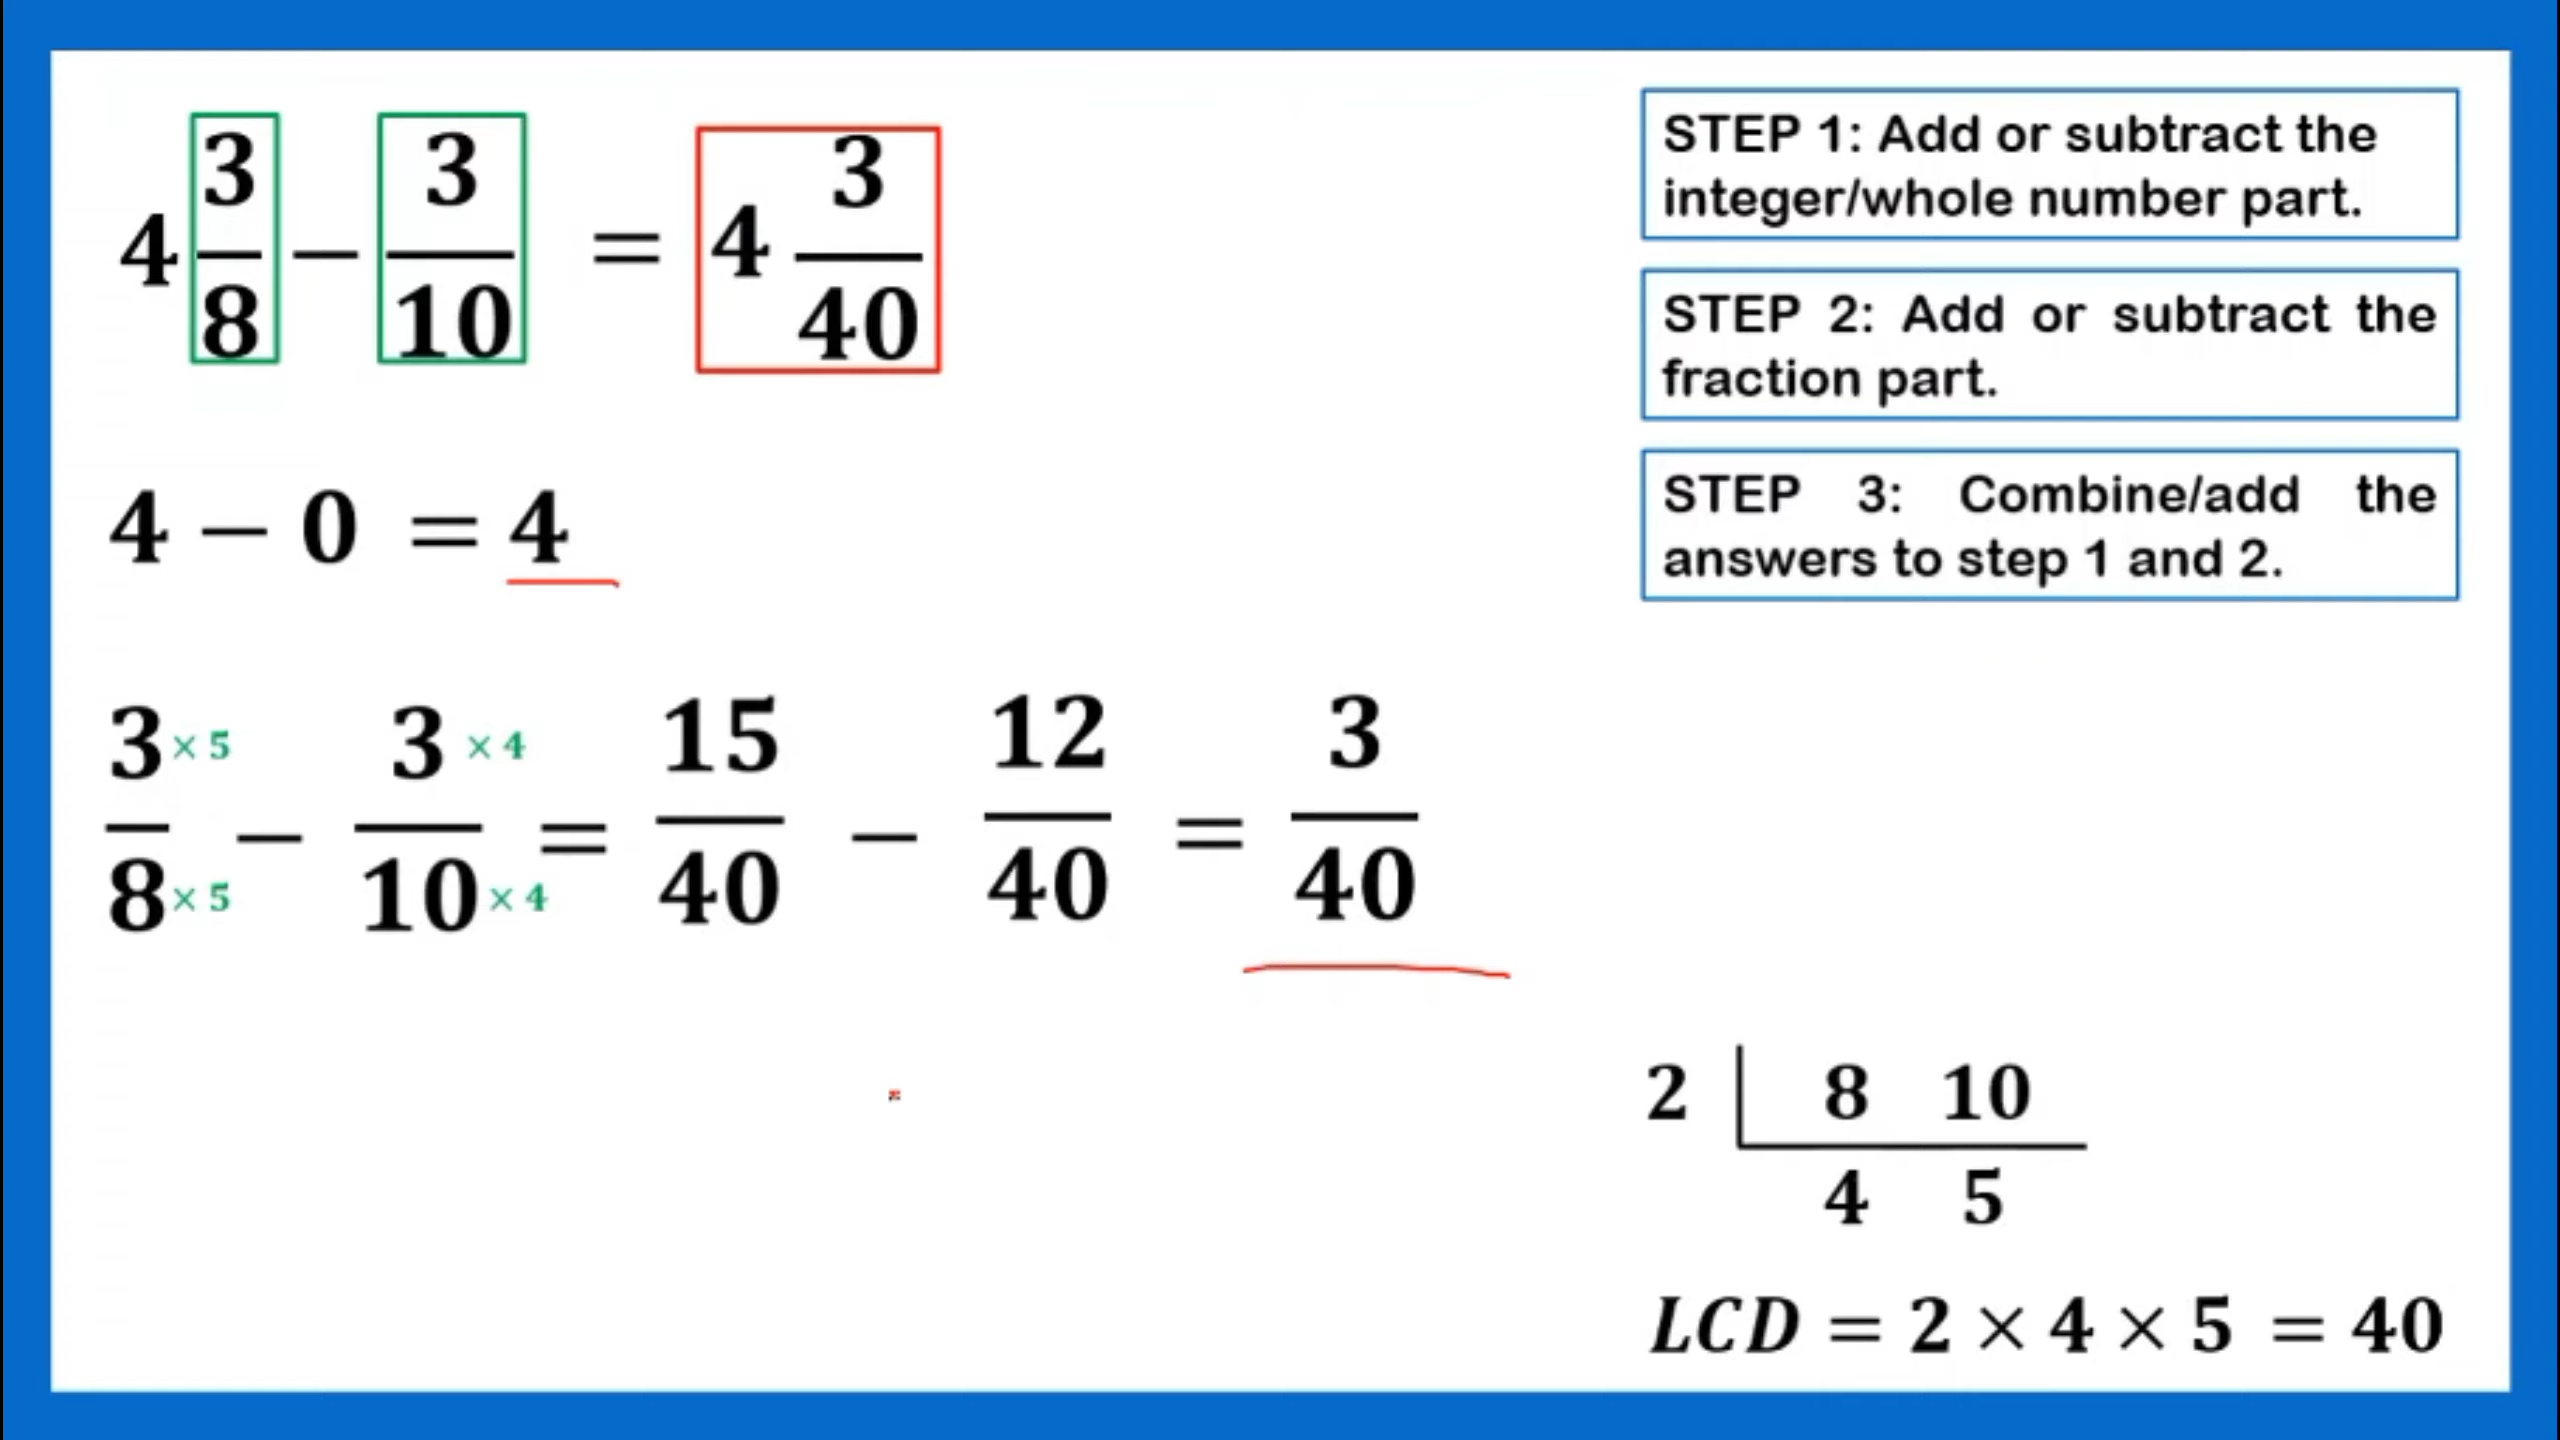 4 3/8 − 3/10 = 4 3/40
STEP 1: Add or subtract the
integer/whole number part.
STEP 2: Add or subtract the
fraction part.
STEP 3: Combine/add the
answers to step 1 and 2.
4 − 0 = 4
3 × 5 / 8 × 5 − 3 × 4 / 10 × 4 = 15/40 − 12/40 = 3/40
2 8 10
4 5
LCD = 2 × 4 × 5 = 40